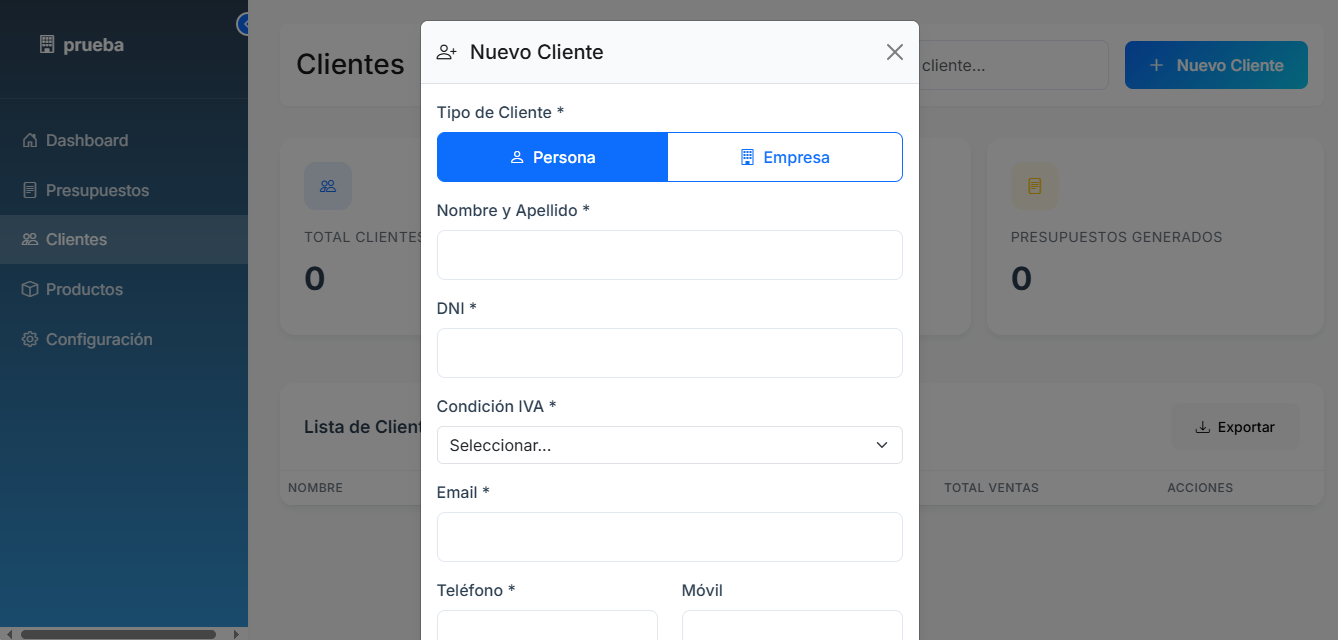 prueba
Dashboard
Presupuestos
Clientes
Productos
Configuración
Clientes
cliente...
+ Nuevo Cliente
TOTAL CLIENTES
0
PRESUPUESTOS GENERADOS
0
Lista de Client
Exportar
NOMBRE
TOTAL VENTAS
ACCIONES
Nuevo Cliente
Tipo de Cliente *
Persona
Empresa
Nombre y Apellido *
DNI *
Condición IVA *
Seleccionar...
Email *
Teléfono *
Móvil